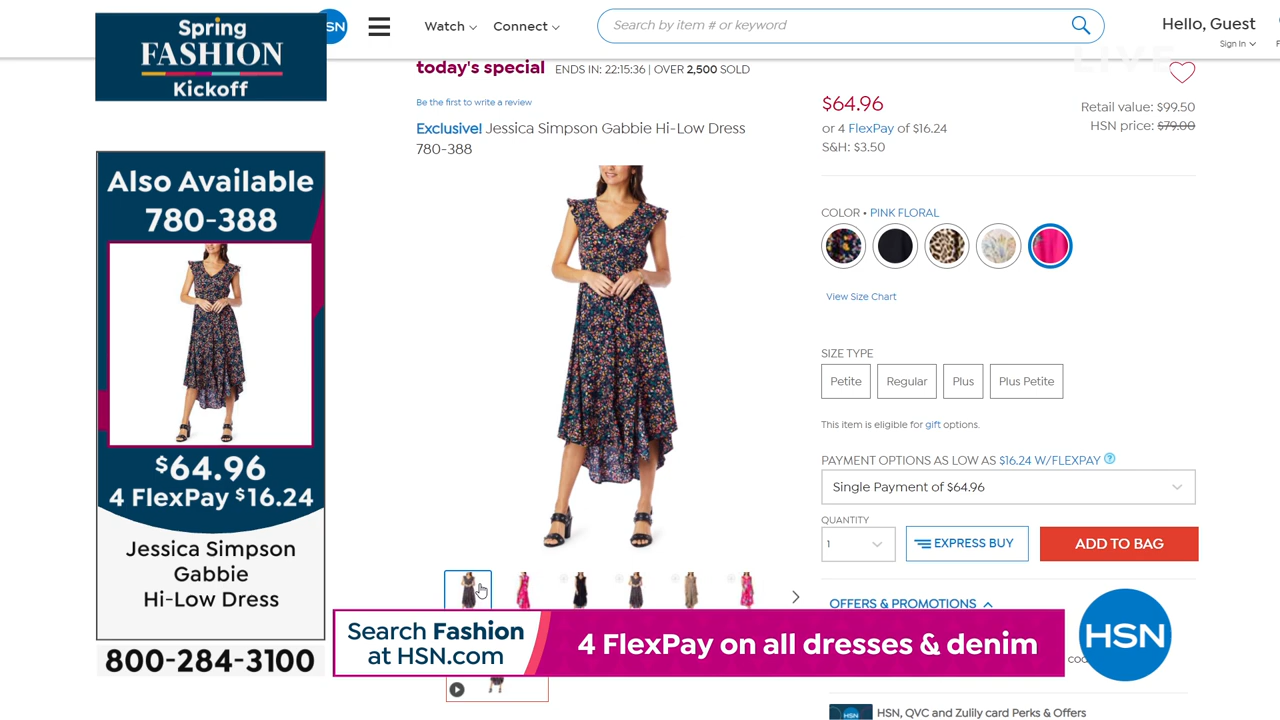 Spring
FASHION
Kickoff
SN
Watch
Connect
Search by item # or keyword
Hello, Guest
Sign In
LIVE
today's special ENDS IN: 22:15:36 | OVER 2,500 SOLD
Be the first to write a review
Exclusive! Jessica Simpson Gabbie Hi-Low Dress
780-388
$64.96
or 4 FlexPay of $16.24
S&H: $3.50
Retail value: $99.50
HSN price: $79.00
COLOR • PINK FLORAL
View Size Chart
SIZE TYPE
Petite
Regular
Plus
Plus Petite
This item is eligible for gift options.
PAYMENT OPTIONS AS LOW AS $16.24 W/FLEXPAY ?
Single Payment of $64.96
QUANTITY
1
EXPRESS BUY
ADD TO BAG
OFFERS & PROMOTIONS
HSN, QVC and Zulily card Perks & Offers
HSN
Also Available
780-388
$64.96
4 FlexPay $16.24
Jessica Simpson
Gabbie
Hi-Low Dress
800-284-3100
Search Fashion
at HSN.com
4 FlexPay on all dresses & denim
HSN